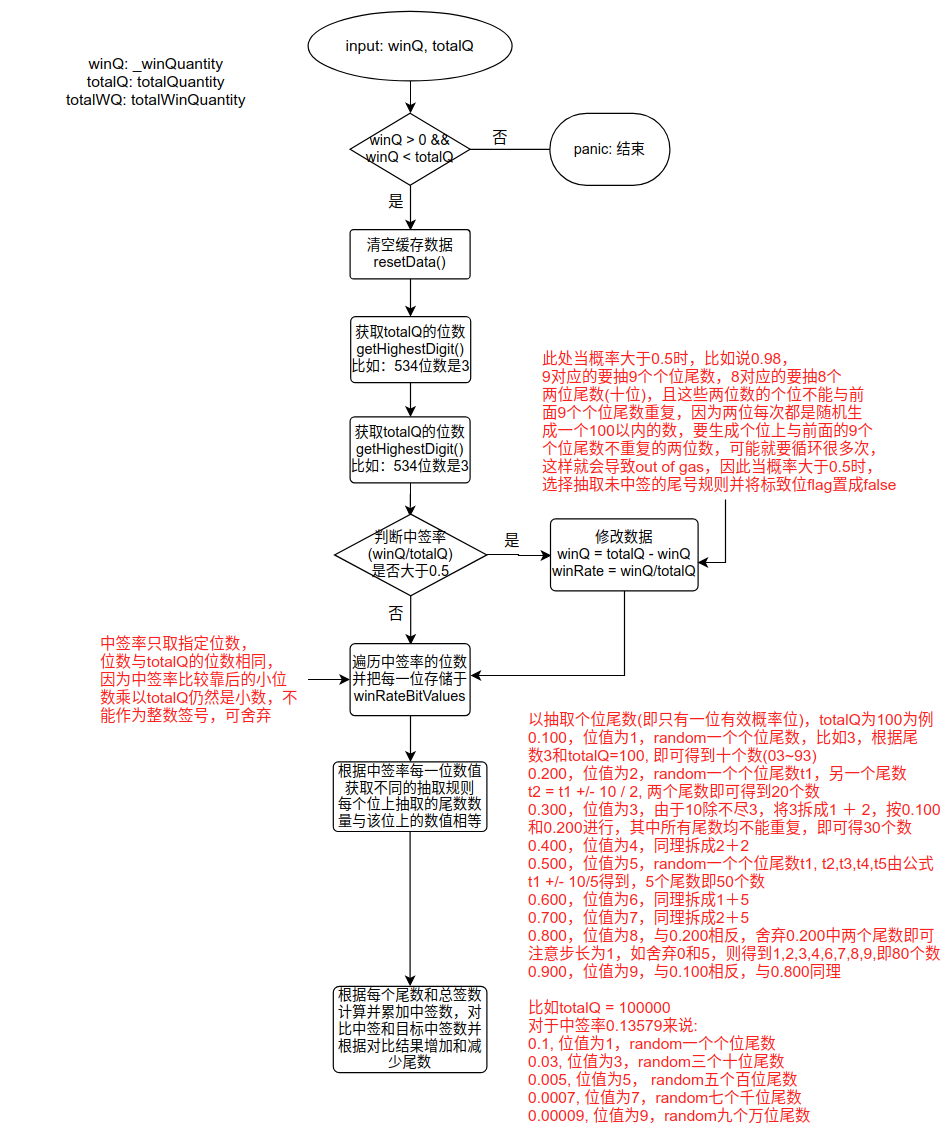 input: winQ, totalQ
winQ: _winQuantity
totalQ: totalQuantity
totalWQ: totalWinQuantity
winQ > 0 &&
winQ < totalQ
否
panic: 结束
是
清空缓存数据
resetData()
获取totalQ的位数
getHighestDigit()
比如：534位数是3
此处当概率大于0.5时，比如说0.98，
9对应的要抽9个个位尾数，8对应的要抽8个
两位尾数(十位)，且这些两位数的个位不能与前
面9个个位尾数重复，因为两位每次都是随机生
成一个100以内的数，要生成个位上与前面的9个
个位尾数不重复的两位数，可能就要循环很多次，
这样就会导致out of gas，因此当概率大于0.5时，
选择抽取未中签的尾号规则并将标致位flag置成false
获取totalQ的位数
getHighestDigit()
比如：534位数是3
判断中签率
(winQ/totalQ)
是否大于0.5
是
修改数据
winQ = totalQ - winQ
winRate = winQ/totalQ
否
中签率只取指定位数，
位数与totalQ的位数相同，
因为中签率比较靠后的小位
数乘以totalQ仍然是小数，不
能作为整数签号，可舍弃
遍历中签率的位数
并把每一位存储于
winRateBitValues
根据中签率每一位数值
获取不同的抽取规则
每个位上抽取的尾数数
量与该位上的数值相等
以抽取个位尾数(即只有一位有效概率位)，totalQ为100为例
0.100，位值为1，random一个个位尾数，比如3，根据尾
数3和totalQ=100, 即可得到十个数(03~93)
0.200，位值为2，random一个个位尾数t1，另一个尾数
t2 = t1 +/- 10 / 2, 两个尾数即可得到20个数
0.300，位值为3，由于10除不尽3，将3拆成1 ＋ 2，按0.100
和0.200进行，其中所有尾数均不能重复，即可得30个数
0.400，位值为4，同理拆成2＋2
0.500，位值为5，random一个个位尾数t1, t2,t3,t4,t5由公式
t1 +/- 10/5得到，5个尾数即50个数
0.600，位值为6，同理拆成1＋5
0.700，位值为7，同理拆成2＋5
0.800，位值为8，与0.200相反，舍弃0.200中两个尾数即可
注意步长为1，如舍弃0和5，则得到1,2,3,4,6,7,8,9,即80个数
0.900，位值为9，与0.100相反，与0.800同理
比如totalQ = 100000
对于中签率0.13579来说:
0.1, 位值为1，random一个个位尾数
0.03, 位值为3，random三个十位尾数
0.005, 位值为5， random五个百位尾数
0.0007, 位值为7，random七个千位尾数
0.00009, 位值为9，random九个万位尾数
根据每个尾数和总签数
计算并累加中签数，对
比中签和目标中签数并
根据对比结果增加和减
少尾数